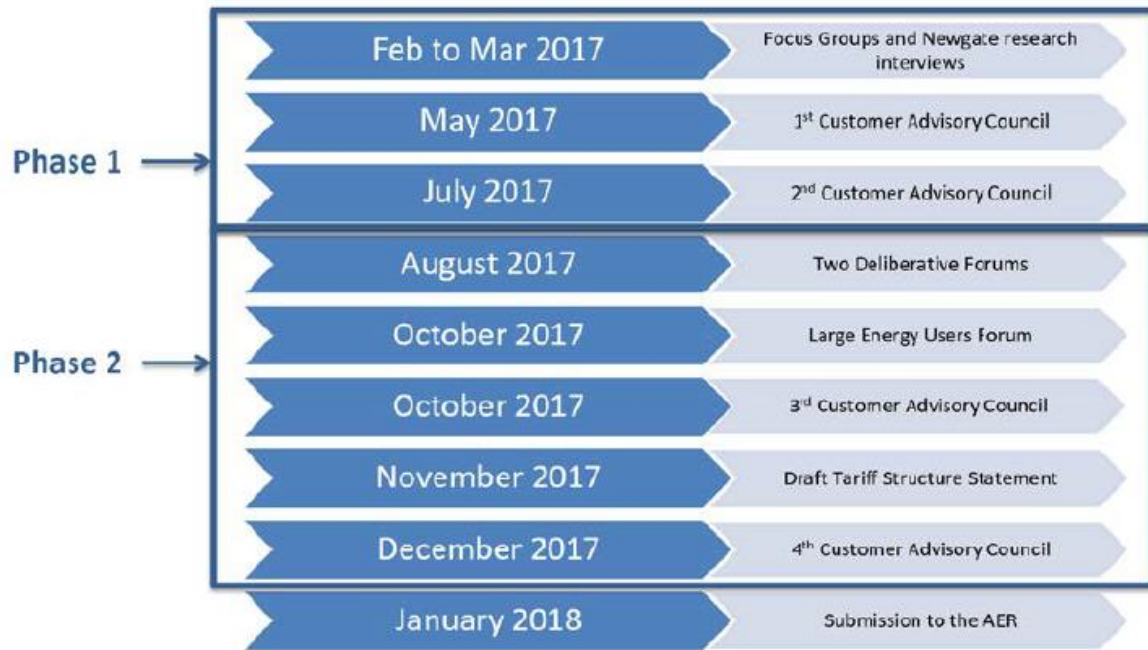 Feb to Mar 2017
Focus Groups and Newgate research
interviews
May 2017
1st Customer Advisory Council
Phase 1
July 2017
2nd Customer Advisory Council
August 2017
Two Deliberative Forums
October 2017
Large Energy Users Forum
Phase 2
October 2017
3rd Customer Advisory Council
November 2017
Draft Tariff Structure Statement
December 2017
4th Customer Advisory Council
January 2018
Submission to the AER